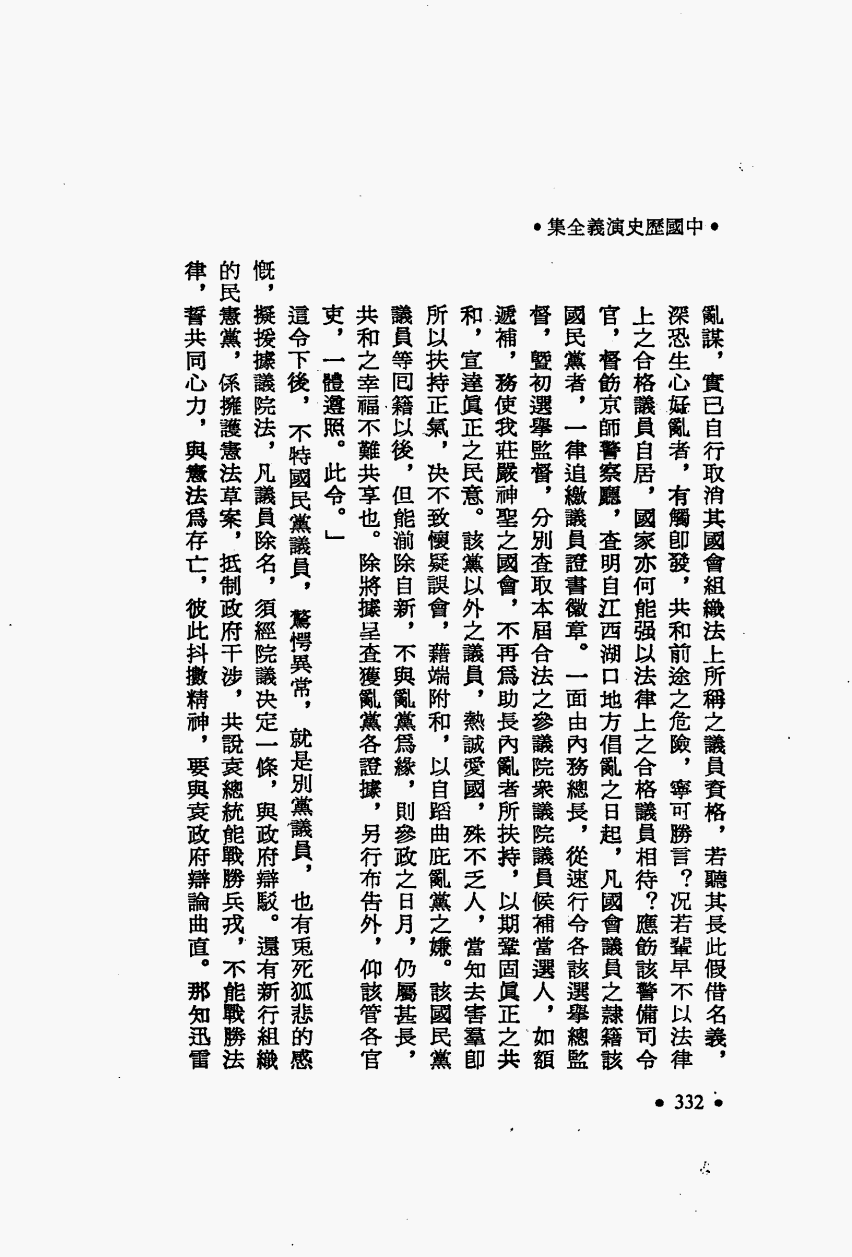 •中國歷史演義全集•
亂謀，實已自行取消其國會組織法上所稱之議員資格，若聽其長此假借名義，
深恐生心好亂者，有觸卽發，共和前途之危險，寧可勝言？况若輩早不以法律
上之合格議員自居，國家亦何能强以法律上之合格議員相待？應飭該警備司令
官，督飭京師警察廳，查明自江西湖口地方倡亂之日起，凡國會議員之隸籍該
國民黨者，一律追繳議員證書徽章。一面由內務總長，從速行令各該選舉總監
督，暨初選舉監督，分別查取本屆合法之參議院衆議院議員候補當選人，如額
遞補，務使我莊嚴神聖之國會，不再爲助長內亂者所扶持，以期鞏固眞正之共
和，宣達眞正之民意。該黨以外之議員，熱誠愛國，殊不乏人，當知去害羣卽
所以扶持正氣，决不致懷疑誤會，藉端附和，以自蹈曲庇亂黨之嫌。該國民黨
議員等囘籍以後，但能湔除自新，不與亂黨爲緣，則參政之日月，仍屬甚長，
共和之幸福不難共享也。除將據呈查獲亂黨各證據，另行布告外，仰該管各官
吏，一體遵照。此令。」
這令下後，不特國民黨議員，驚愕異常，就是別黨議員，也有兎死狐悲的感
慨，擬援據議院法，凡議員除名，須經院議決定一條，與政府辯駁。還有新行組織
的民憲黨，係擁護憲法草案，抵制政府干涉，共說袁總統能戰勝兵戎，不能戰勝法
律，誓共同心力，與憲法爲存亡，彼此抖擻精神，要與袁政府辯論曲直。那知迅雷
•332•